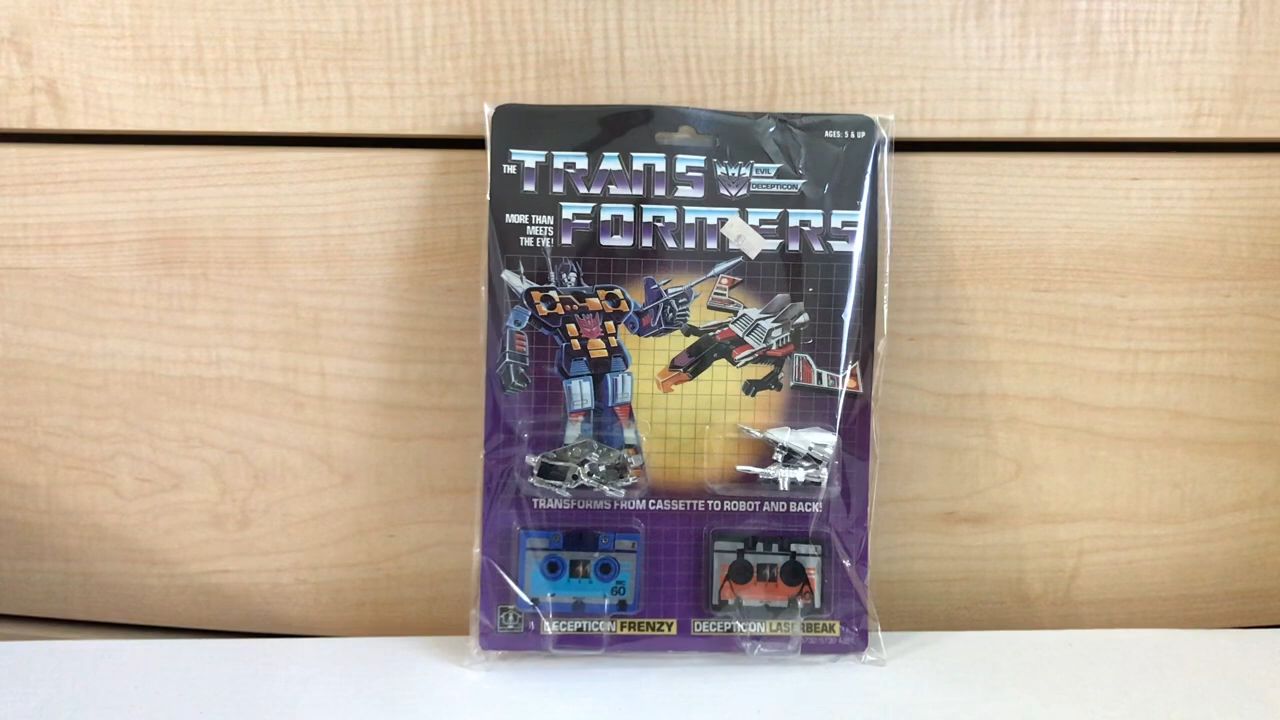 AGES: 5 & UP
THE TRANS
EVIL
DECEPTICON
FORMERS
MORE THAN
MEETS
THE EYE!
TRANSFORMS FROM CASSETTE TO ROBOT AND BACK!
60
DECEPTICON FRENZY
DECEPTICON LASERBEAK